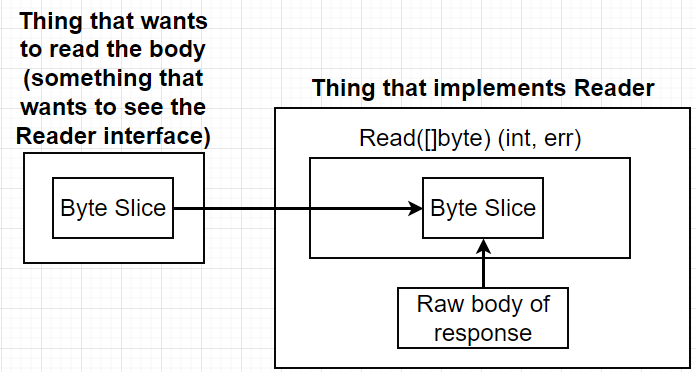 Thing that wants
to read the body
(something that
wants to see the
Reader interface)
Thing that implements Reader
Read([]byte) (int, err)
Byte Slice
Byte Slice
Raw body of
response